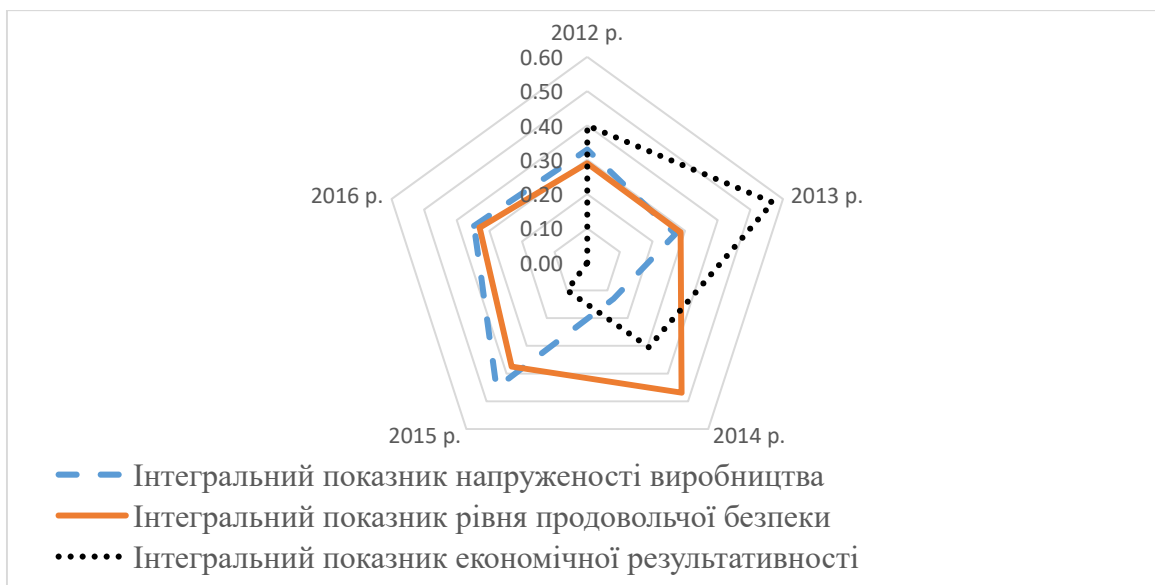 2012 р.
0.60
0.50
0.40
0.30
0.20
0.10
0.00
2016 р.
2013 р.
2015 р.
2014 р.
Інтегральний показник напруженості виробництва
Інтегральний показник рівня продовольчої безпеки
Інтегральний показник економічної результативності